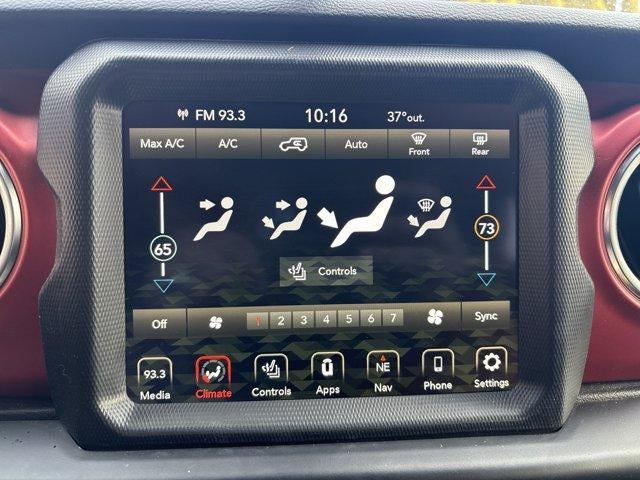 FM 93.3 10:16 37°out.
Max A/C A/C Auto Front Rear
65 73
Controls
Off 1 2 3 4 5 6 7 Sync
93.3 NE
Media Climate Controls Apps Nav Phone Settings